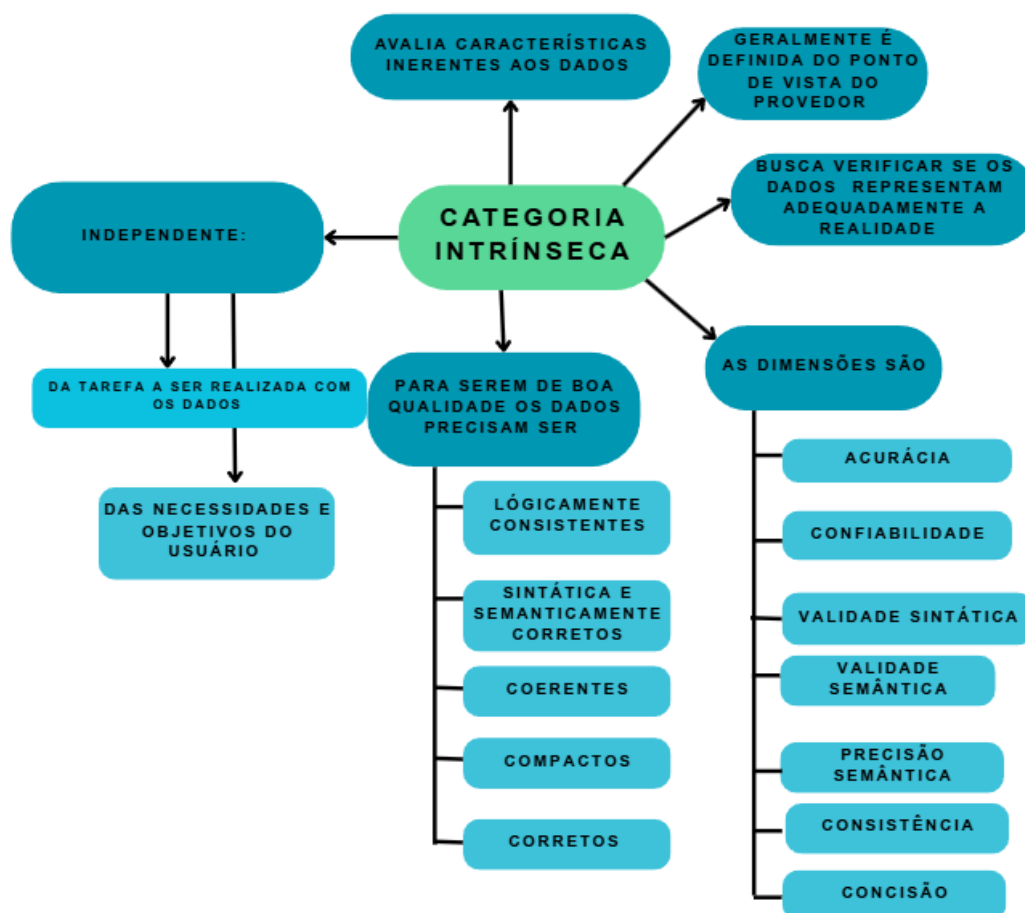 AVALIA CARACTERÍSTICAS
INERENTES AOS DADOS
GERALMENTE É
DEFINIDA DO PONTO
DE VISTA DO
PROVEDOR
BUSCA VERIFICAR SE OS
DADOS REPRESENTAM
ADEQUADAMENTE A
REALIDADE
CATEGORIA
INTRÍNSECA
INDEPENDENTE:
DA TAREFA A SER REALIZADA COM
OS DADOS
DAS NECESSIDADES E
OBJETIVOS DO
USUÁRIO
PARA SEREM DE BOA
QUALIDADE OS DADOS
PRECISAM SER
LÓGICAMENTE
CONSISTENTES
SINTÁTICA E
SEMANTICAMENTE
CORRETOS
COERENTES
COMPACTOS
CORRETOS
AS DIMENSÕES SÃO
ACURÁCIA
CONFIABILIDADE
VALIDADE SINTÁTICA
VALIDADE
SEMÂNTICA
PRECISÃO
SEMÂNTICA
CONSISTÊNCIA
CONCISÃO